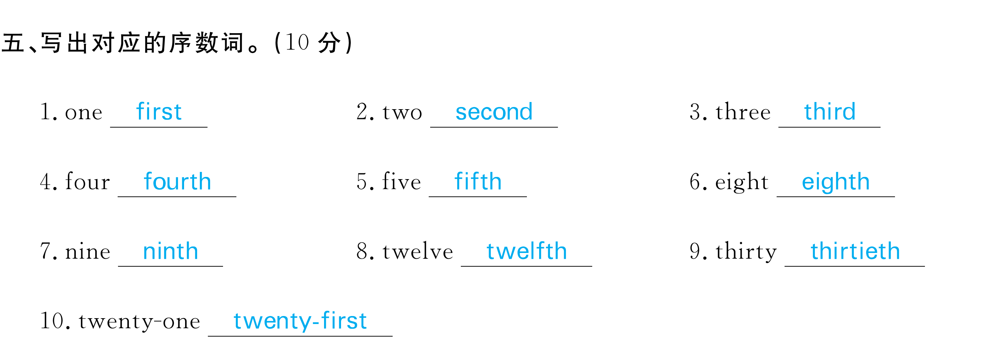 五、写出对应的序数词。(10 分)
1. one first 2. two second 3. three third
4. four fourth 5. five fifth 6. eight eighth
7. nine ninth 8. twelve twelfth 9. thirty thirtieth
10. twenty-one twenty-first